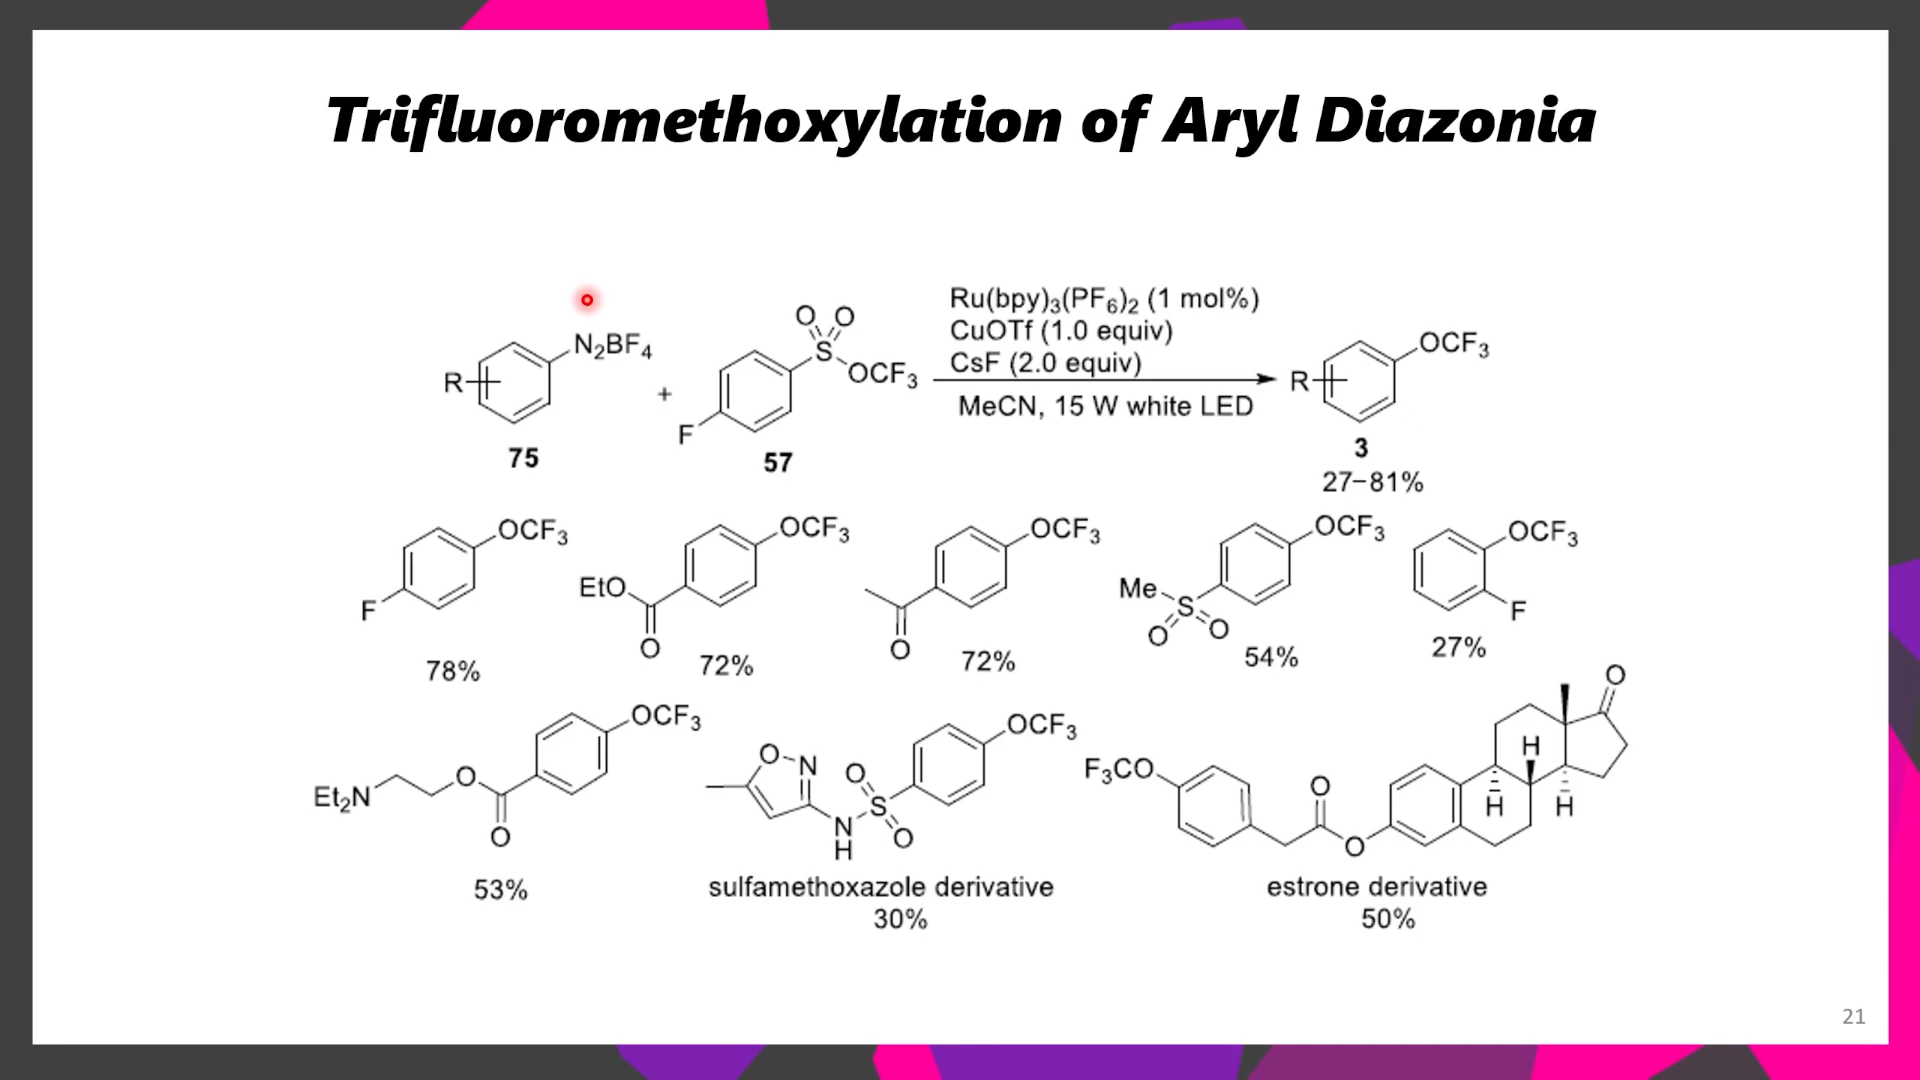 Trifluoromethoxylation of Aryl Diazonia
R
N₂BF₄
75
+
O O
S
OCF₃
F
57
Ru(bpy)₃(PF₆)₂ (1 mol%)
CuOTf (1.0 equiv)
CsF (2.0 equiv)
MeCN, 15 W white LED
R
OCF₃
3
27−81%
OCF₃
F
78%
OCF₃
EtO
O
72%
OCF₃
O
72%
OCF₃
Me
S
O O
54%
OCF₃
F
27%
OCF₃
Et₂N
O
O
53%
OCF₃
O N
O
S
N
H
O
sulfamethoxazole derivative
30%
F₃CO
O
O
H
H
H
O
estrone derivative
50%
21